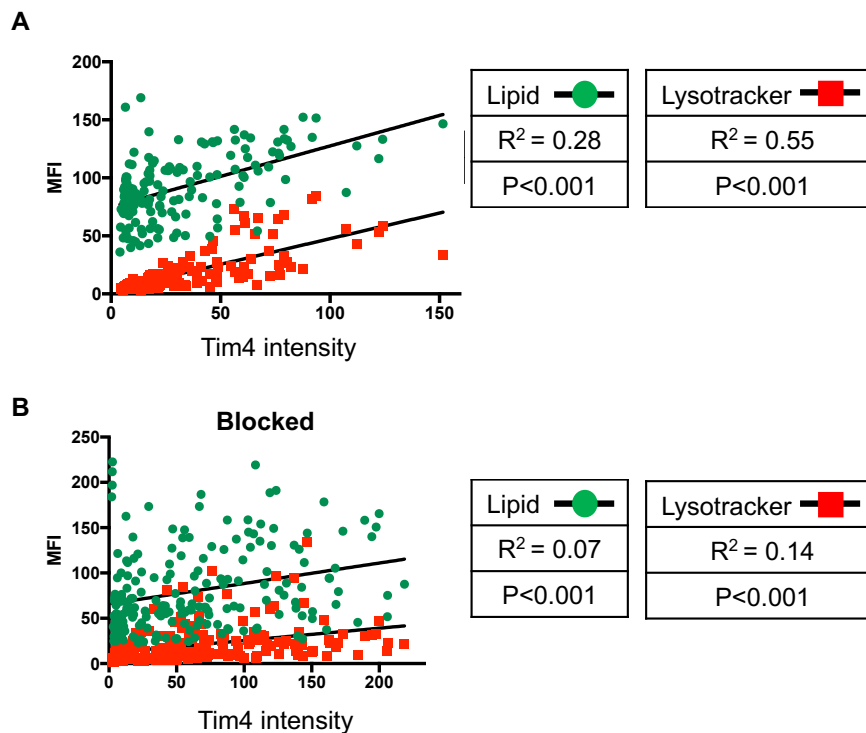 A
200
150
100
50
0
MFI
0
50
100
150
Tim4 intensity
Lipid
R² = 0.28
P<0.001
Lysotracker
R² = 0.55
P<0.001
B
Blocked
250
200
150
100
50
0
MFI
0
50
100
150
200
Tim4 intensity
Lipid
R² = 0.07
P<0.001
Lysotracker
R² = 0.14
P<0.001